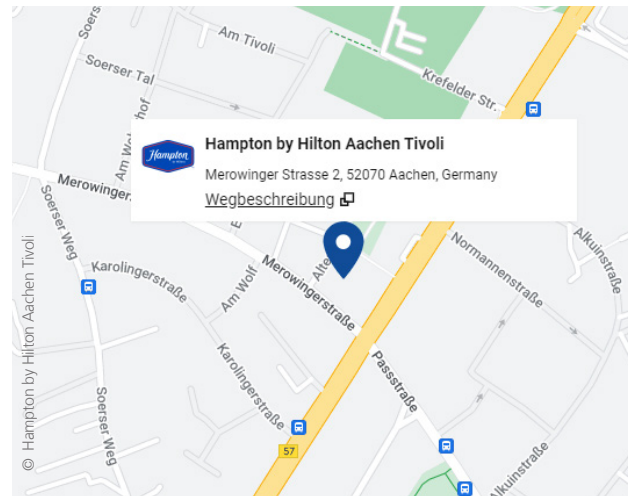 Am Tivoli
Soerser Weg
Soerser Tal
Krefelder Str.
Hampton by Hilton Aachen Tivoli
Hampton
Merowinger Strasse 2, 52070 Aachen, Germany
Wegbeschreibung
Merowinger
Soerser Weg
Karolingerstraße
Am Wolf
Alte
Merowingerstraße
Normannenstraße
Alkuinstraße
Karolingerstraße
Passstraße
Soerser Weg
57
Alkuinstraße
© Hampton by Hilton Aachen Tivoli